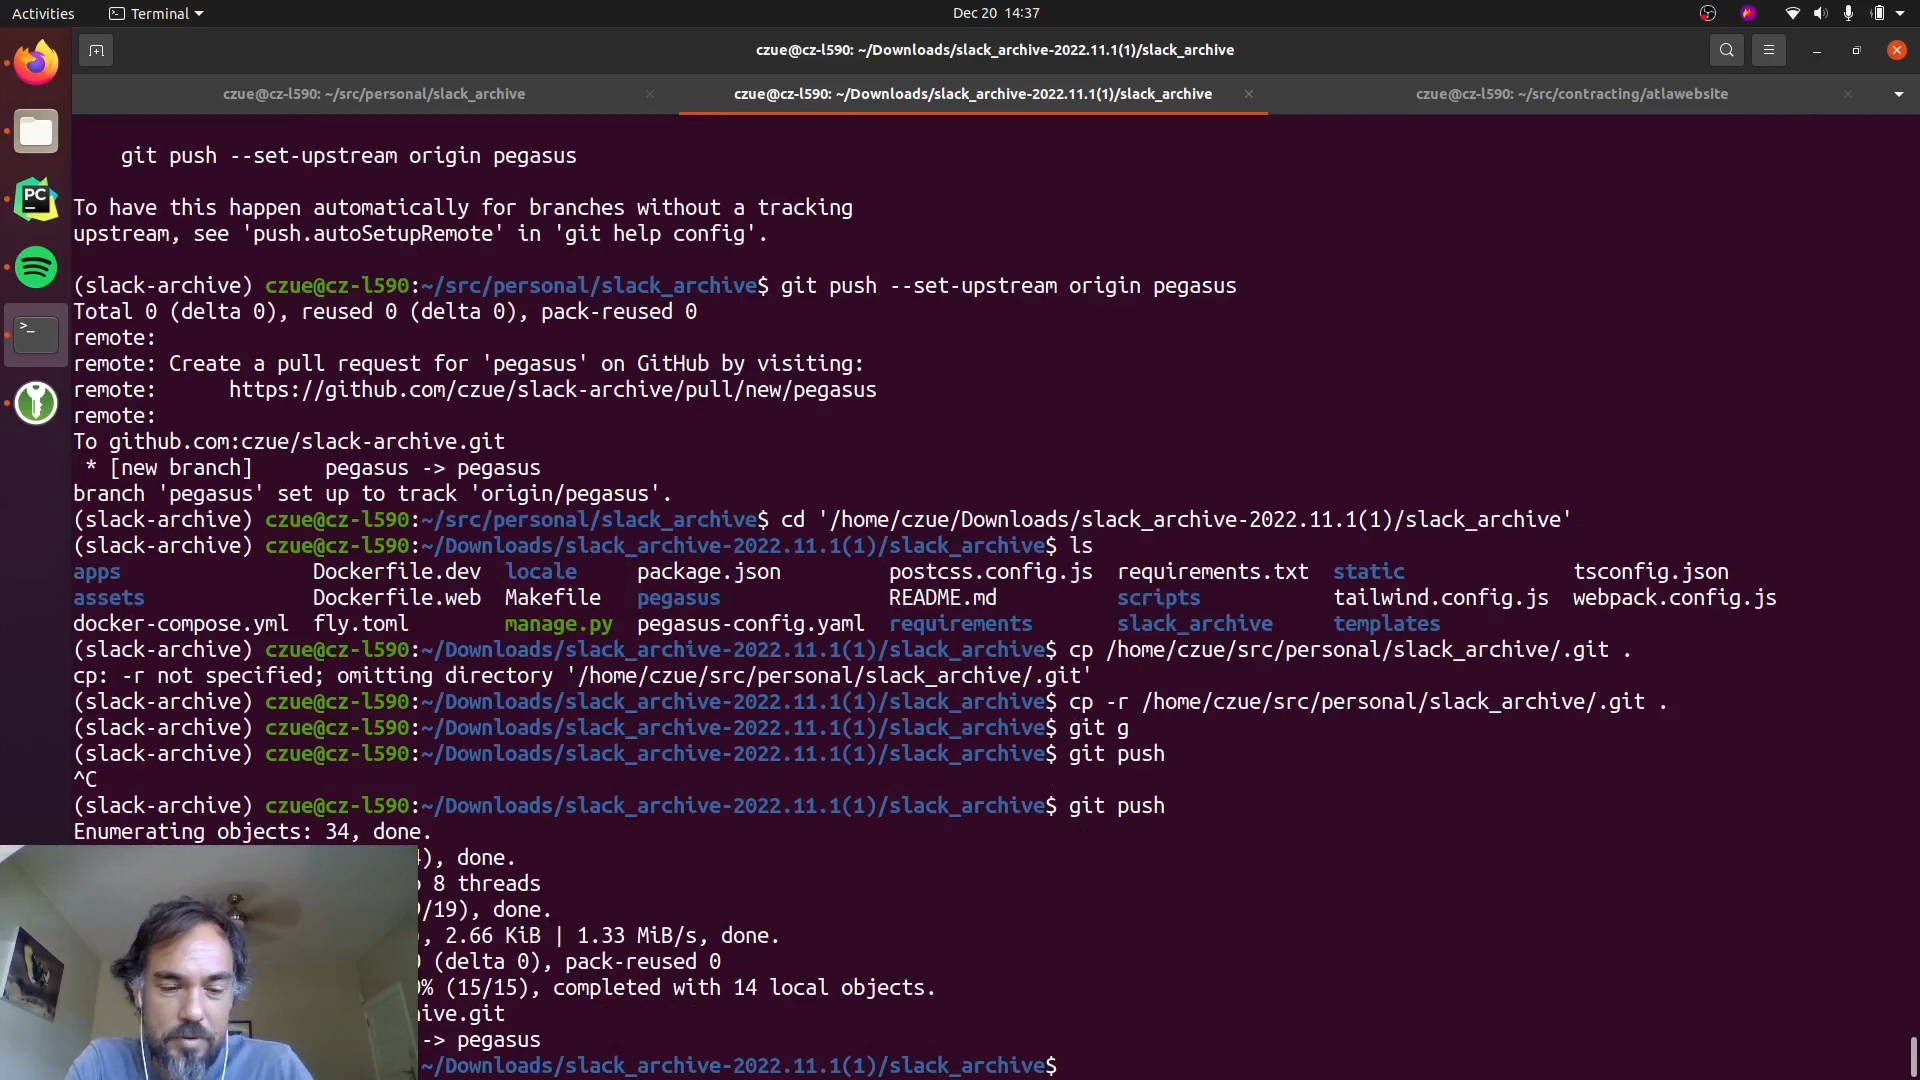 Activities
Terminal
Dec 20 14:37
czue@cz-l590: ~/Downloads/slack_archive-2022.11.1(1)/slack_archive
czue@cz-l590: ~/src/personal/slack_archive
czue@cz-l590: ~/Downloads/slack_archive-2022.11.1(1)/slack_archive
czue@cz-l590: ~/src/contracting/atlawebsite
PC
git push --set-upstream origin pegasus
To have this happen automatically for branches without a tracking
upstream, see 'push.autoSetupRemote' in 'git help config'.
(slack-archive) czue@cz-l590:~/src/personal/slack_archive$ git push --set-upstream origin pegasus
Total 0 (delta 0), reused 0 (delta 0), pack-reused 0
remote:
remote: Create a pull request for 'pegasus' on GitHub by visiting:
remote:      https://github.com/czue/slack-archive/pull/new/pegasus
remote:
To github.com:czue/slack-archive.git
 * [new branch]      pegasus -> pegasus
branch 'pegasus' set up to track 'origin/pegasus'.
(slack-archive) czue@cz-l590:~/src/personal/slack_archive$ cd '/home/czue/Downloads/slack_archive-2022.11.1(1)/slack_archive'
(slack-archive) czue@cz-l590:~/Downloads/slack_archive-2022.11.1(1)/slack_archive$ ls
apps Dockerfile.dev locale package.json postcss.config.js requirements.txt static tsconfig.json
assets Dockerfile.web Makefile pegasus README.md scripts tailwind.config.js webpack.config.js
docker-compose.yml fly.toml manage.py pegasus-config.yaml requirements slack_archive templates
(slack-archive) czue@cz-l590:~/Downloads/slack_archive-2022.11.1(1)/slack_archive$ cp /home/czue/src/personal/slack_archive/.git .
cp: -r not specified; omitting directory '/home/czue/src/personal/slack_archive/.git'
(slack-archive) czue@cz-l590:~/Downloads/slack_archive-2022.11.1(1)/slack_archive$ cp -r /home/czue/src/personal/slack_archive/.git .
(slack-archive) czue@cz-l590:~/Downloads/slack_archive-2022.11.1(1)/slack_archive$ git g
(slack-archive) czue@cz-l590:~/Downloads/slack_archive-2022.11.1(1)/slack_archive$ git push
^C
(slack-archive) czue@cz-l590:~/Downloads/slack_archive-2022.11.1(1)/slack_archive$ git push
Enumerating objects: 34, done.
), done.
8 threads
/19), done.
, 2.66 KiB | 1.33 MiB/s, done.
(delta 0), pack-reused 0
% (15/15), completed with 14 local objects.
ive.git
-> pegasus
~/Downloads/slack_archive-2022.11.1(1)/slack_archive$